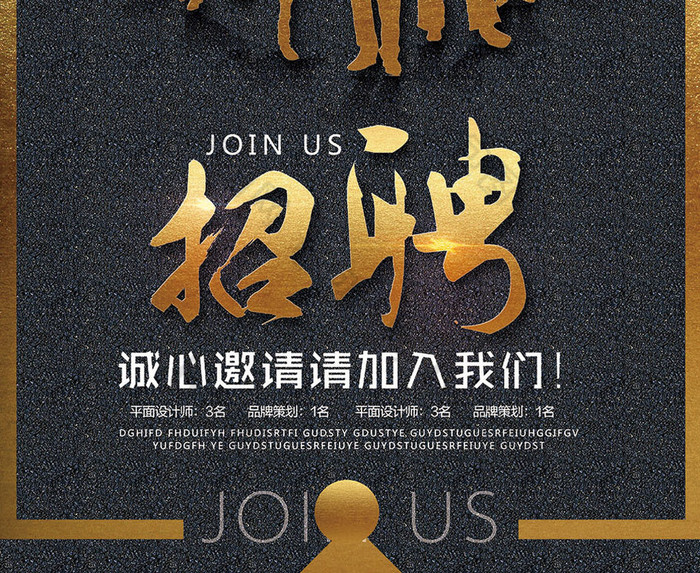 JOIN US
招聘
诚心邀请请加入我们！
平面设计师：3名 品牌策划：1名 平面设计师：3名 品牌策划：1名
DGHIFD FHDUIFYH FHUDISRTFI GUDSTY GDUSTYE GUYDSTUGUESRFEIUHGGIFGV
YUFDGFH YE GUYDSTUGUESRFEIUYE GUYDSTUGUESRFEIUYE GUYDST
JOIN US